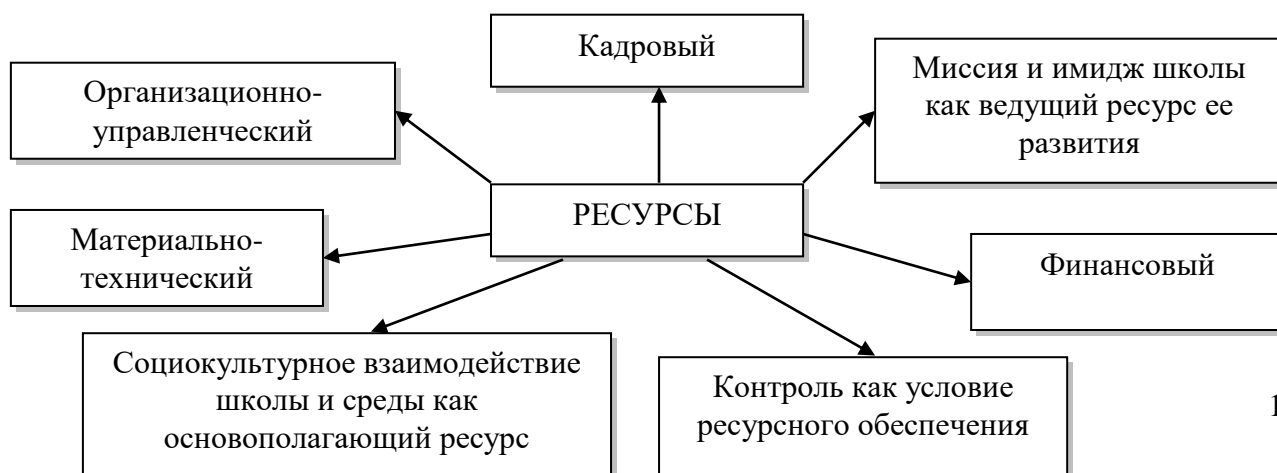 Кадровый
Организационно-
управленческий
Миссия и имидж школы
как ведущий ресурс ее
развития
РЕСУРСЫ
Материально-
технический
Финансовый
Социокультурное взаимодействие
школы и среды как
основополагающий ресурс
Контроль как условие
ресурсного обеспечения
1